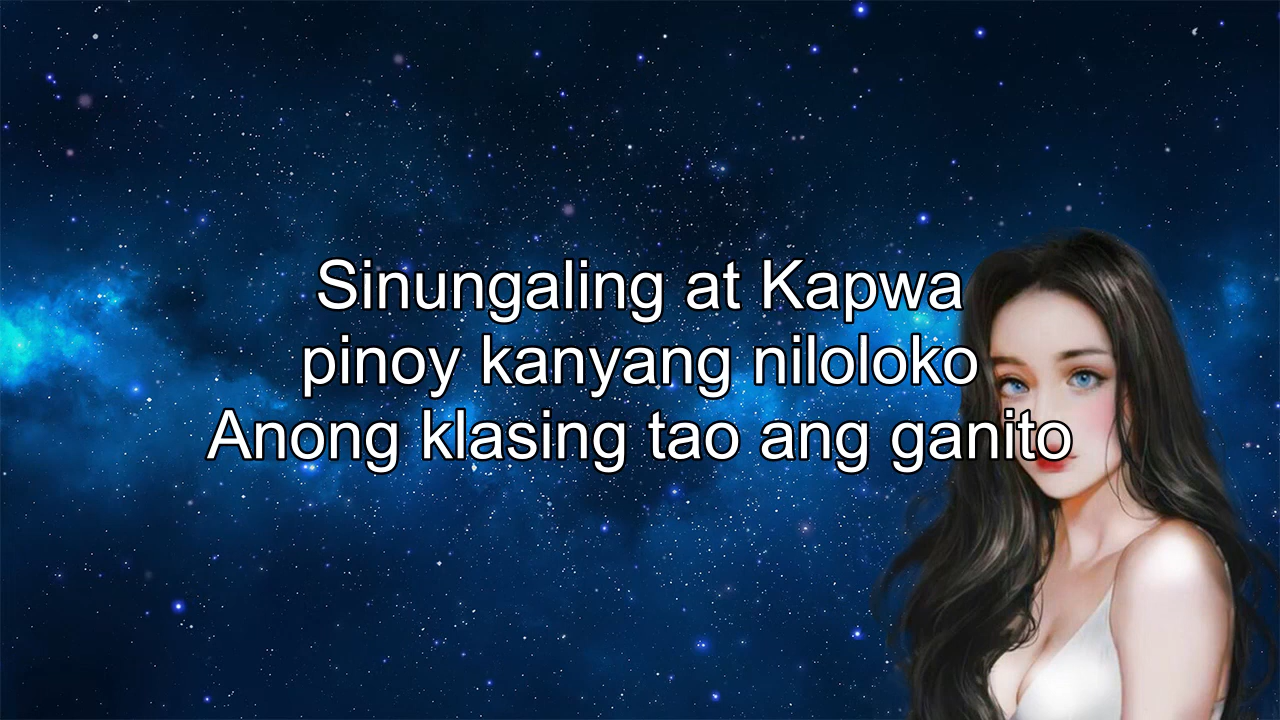 Sinungaling at Kapwa
pinoy kanyang niloloko
Anong klasing tao ang ganito